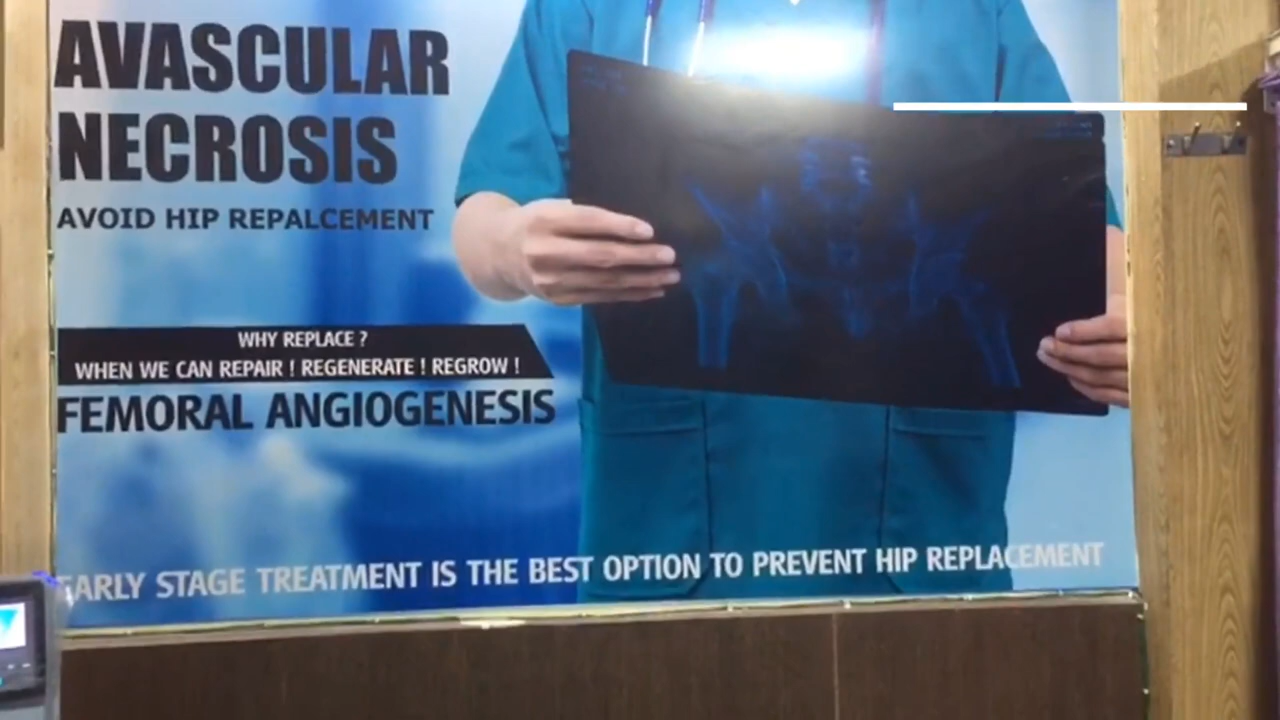 AVASCULAR
NECROSIS
AVOID HIP REPALCEMENT
WHY REPLACE ?
WHEN WE CAN REPAIR ! REGENERATE ! REGROW !
FEMORAL ANGIOGENESIS
EARLY STAGE TREATMENT IS THE BEST OPTION TO PREVENT HIP REPLACEMENT